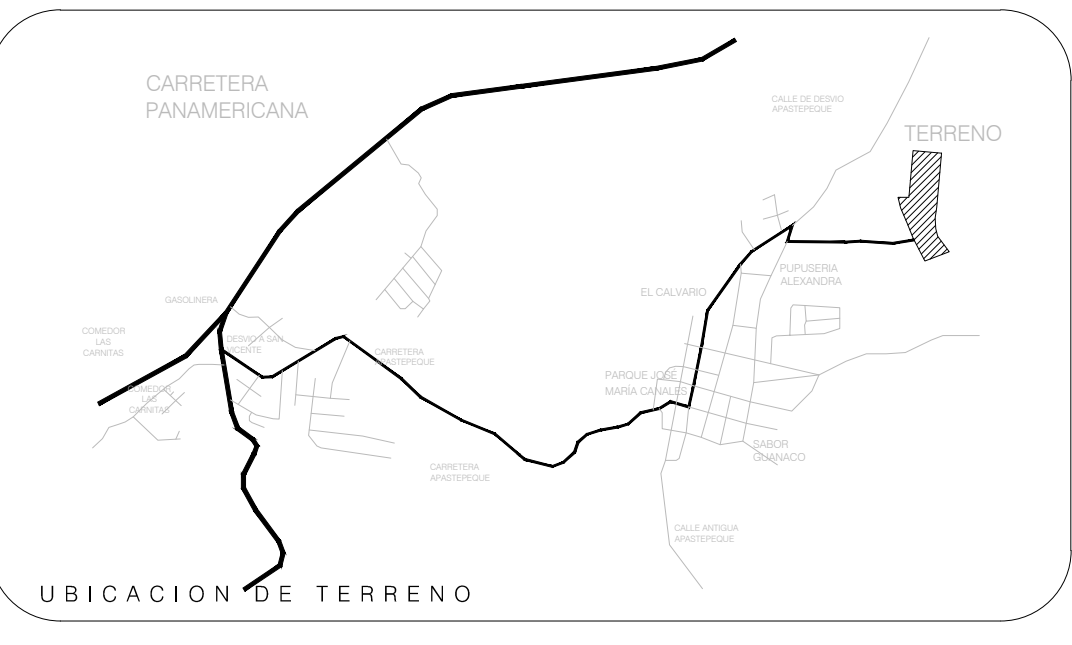 CARRETERA
PANAMERICANA
CALLE DE DESVIO
APASTEPEQUE
TERRENO
PUPUSERIA
ALEXANDRA
EL CALVARIO
GASOLINERA
COMEDOR
LAS
CARNITAS
DESVIO A SAN
VICENTE
CARRETERA
APASTEPEQUE
PARQUE JOSÉ
MARÍA CANALES
COMEDOR
LAS
CARNITAS
SABOR
GUANACO
CARRETERA
APASTEPEQUE
CALLE ANTIGUA
APASTEPEQUE
UBICACION DE TERRENO